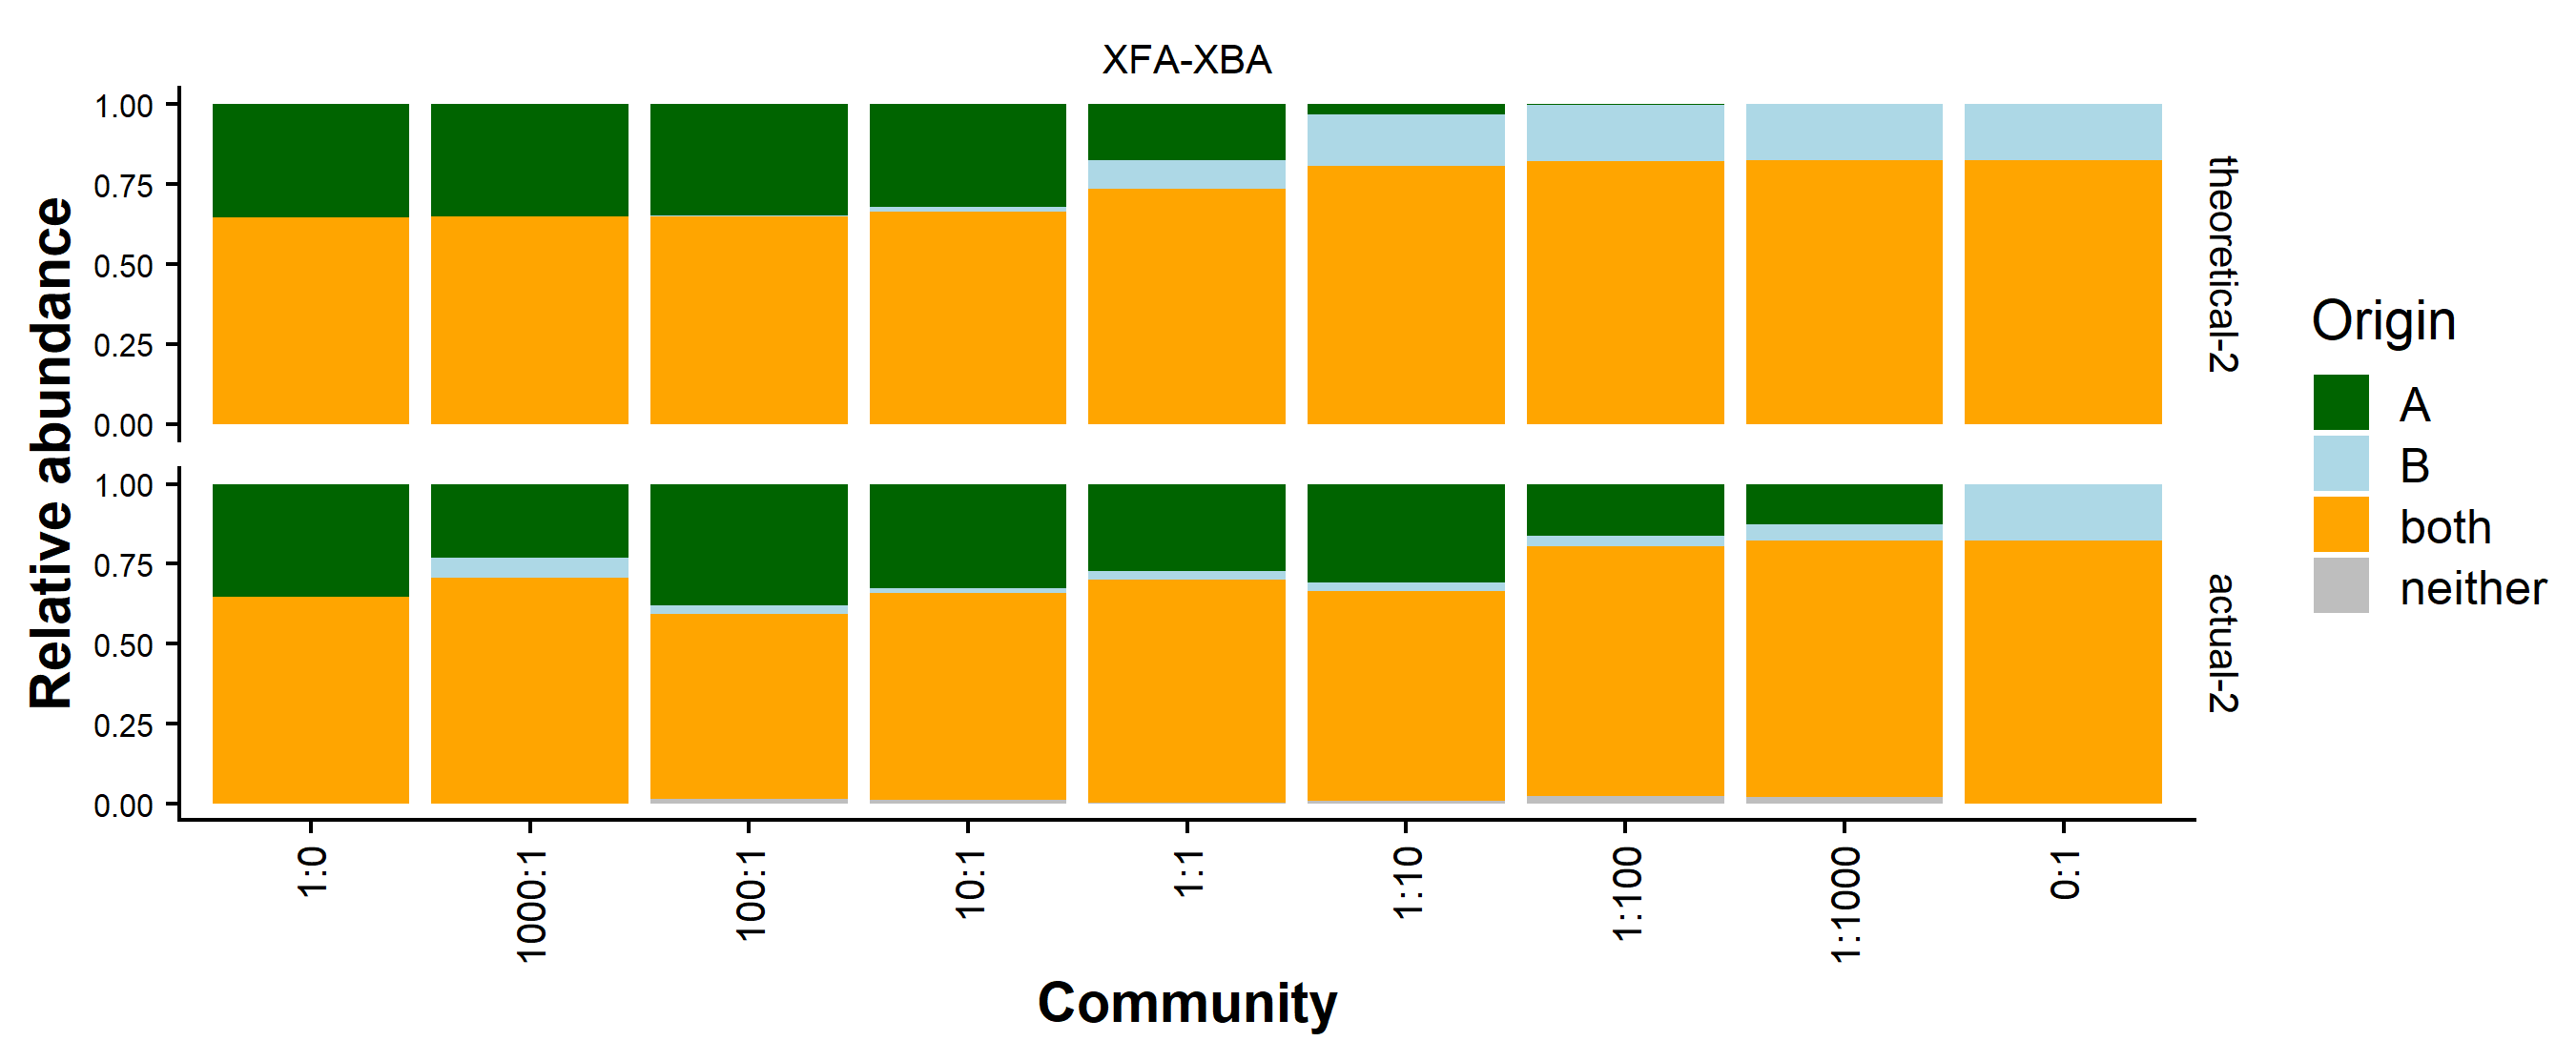 XFA-XBA
Relative abundance
1.00
0.75
0.50
0.25
0.00
theoretical-2
1.00
0.75
0.50
0.25
0.00
actual-2
1:0
1000:1
100:1
10:1
1:1
1:10
1:100
1:1000
0:1
Community
Origin
A
B
both
neither